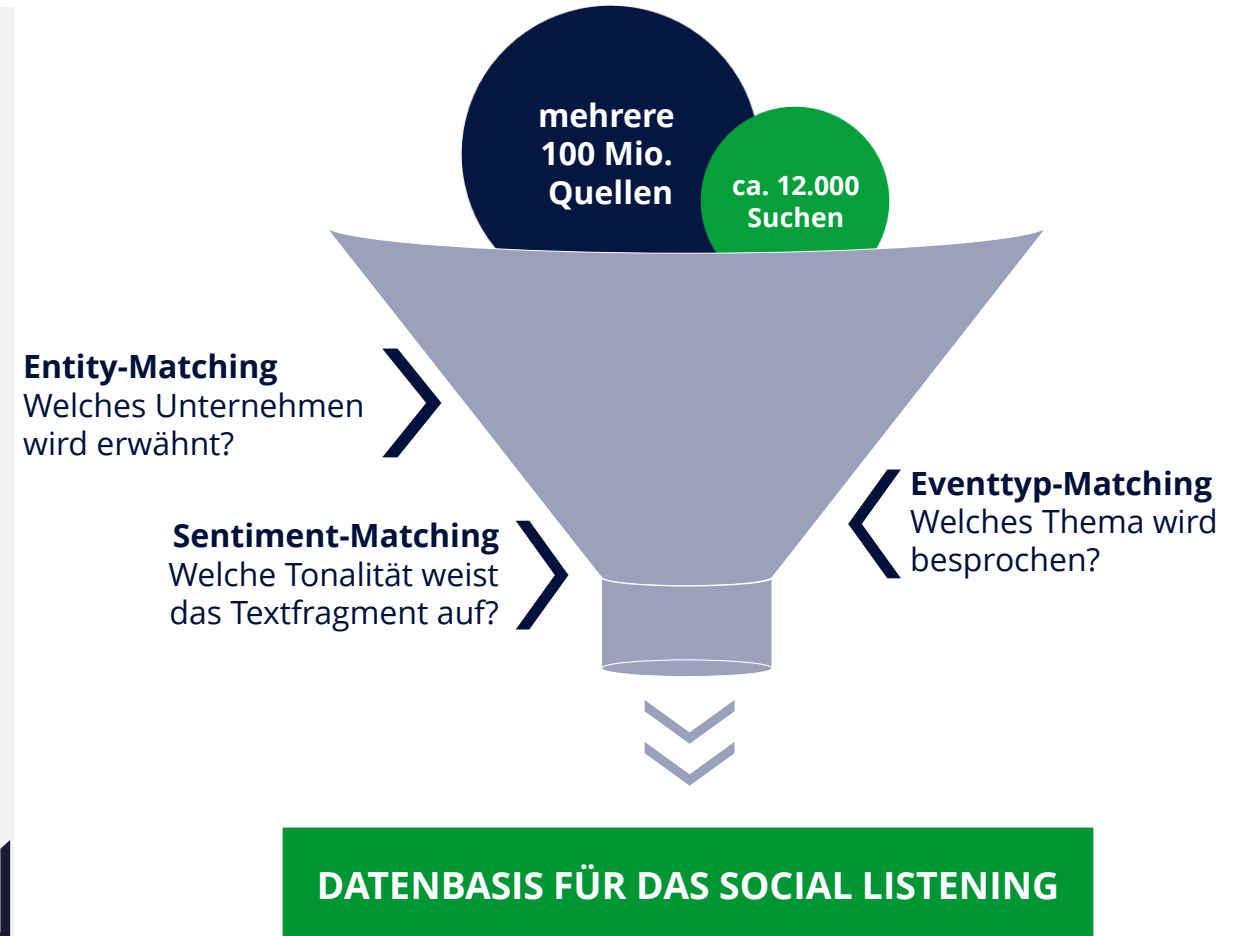 mehrere
100 Mio.
Quellen
ca. 12.000
Suchen
Entity-Matching
Welches Unternehmen
wird erwähnt?
Eventtyp-Matching
Welches Thema wird
besprochen?
Sentiment-Matching
Welche Tonalität weist
das Textfragment auf?
DATENBASIS FÜR DAS SOCIAL LISTENING